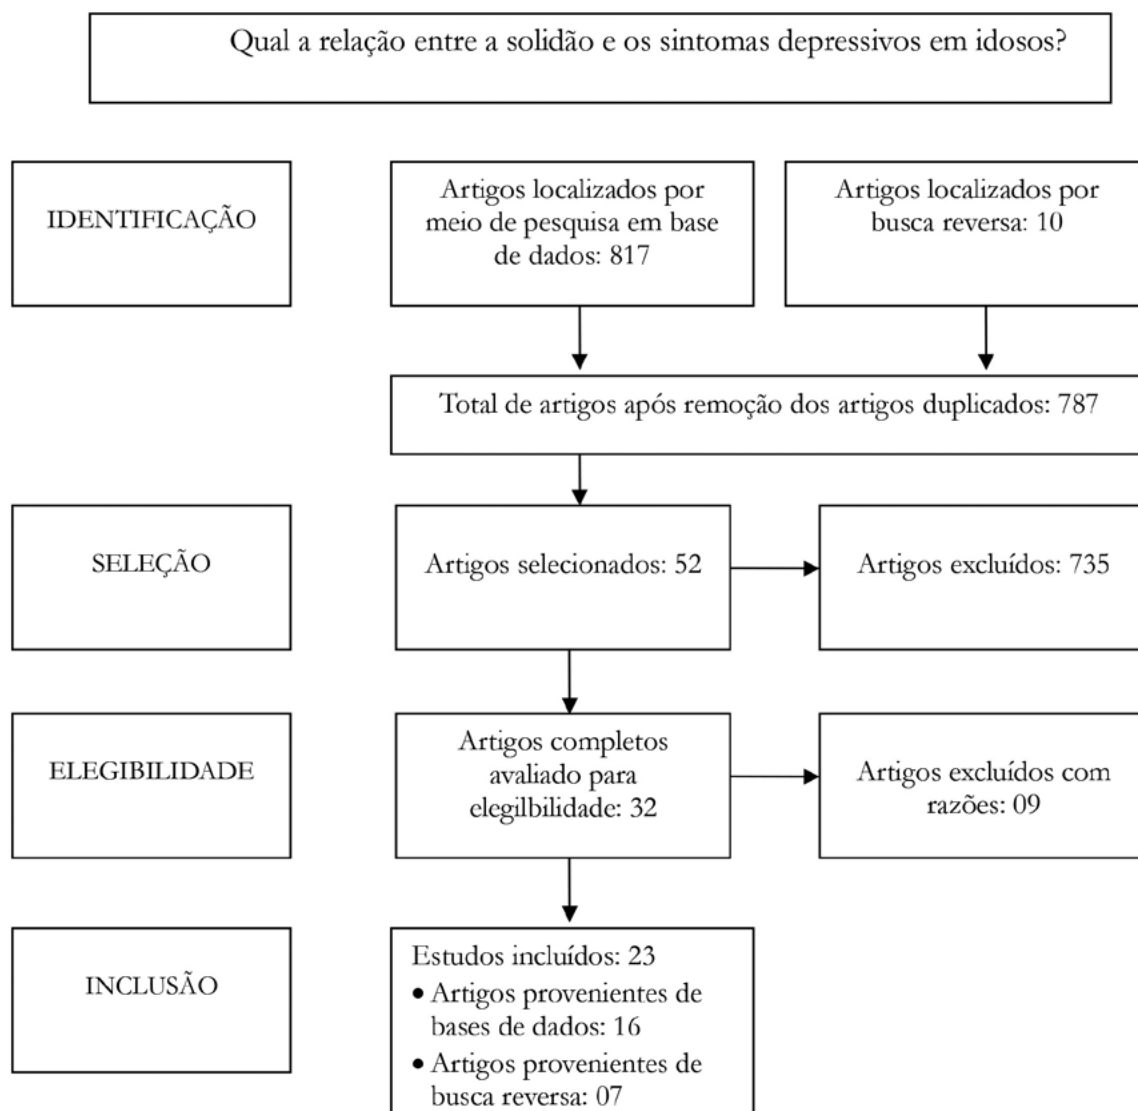 Qual a relação entre a solidão e os sintomas depressivos em idosos?
IDENTIFICAÇÃO
Artigos localizados por
meio de pesquisa em base
de dados: 817
Artigos localizados por
busca reversa: 10
Total de artigos após remoção dos artigos duplicados: 787
SELEÇÃO
Artigos selecionados: 52
Artigos excluídos: 735
ELEGIBILIDADE
Artigos completos
avaliado para
elegilbilidade: 32
Artigos excluídos com
razões: 09
INCLUSÃO
Estudos incluídos: 23
• Artigos provenientes de
bases de dados: 16
• Artigos provenientes de
busca reversa: 07